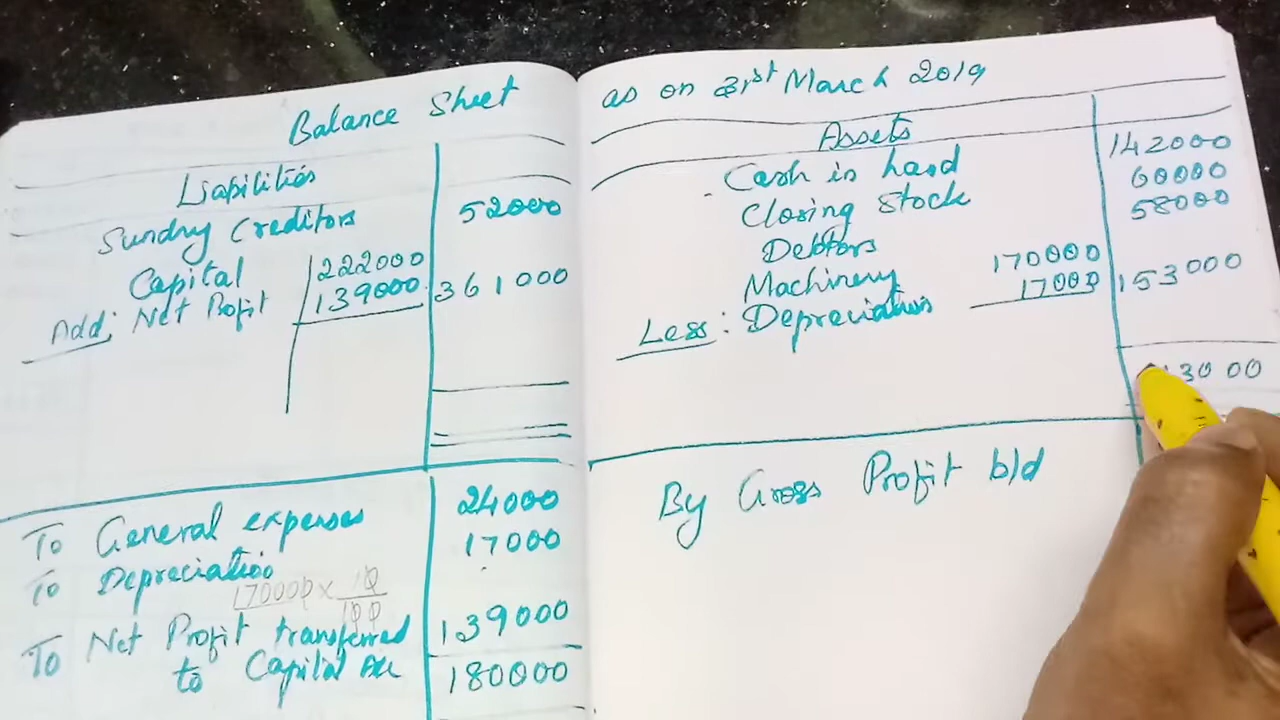 Balance Sheet as on 31st March 2019
Liabilities
Sundry Creditors 52000
Capital 222000
Add: Net Profit 139000 361000
Assets
Cash in hand 142000
Closing Stock 60000
Debtors 58000
Machinery 170000
Less: Depreciation 17000 153000
13000
To General expenses 24000
To Depreciation 17000
170000 x 10
100
To Net Profit transferred 139000
to Capital A/c
180000
By Gross Profit b/d